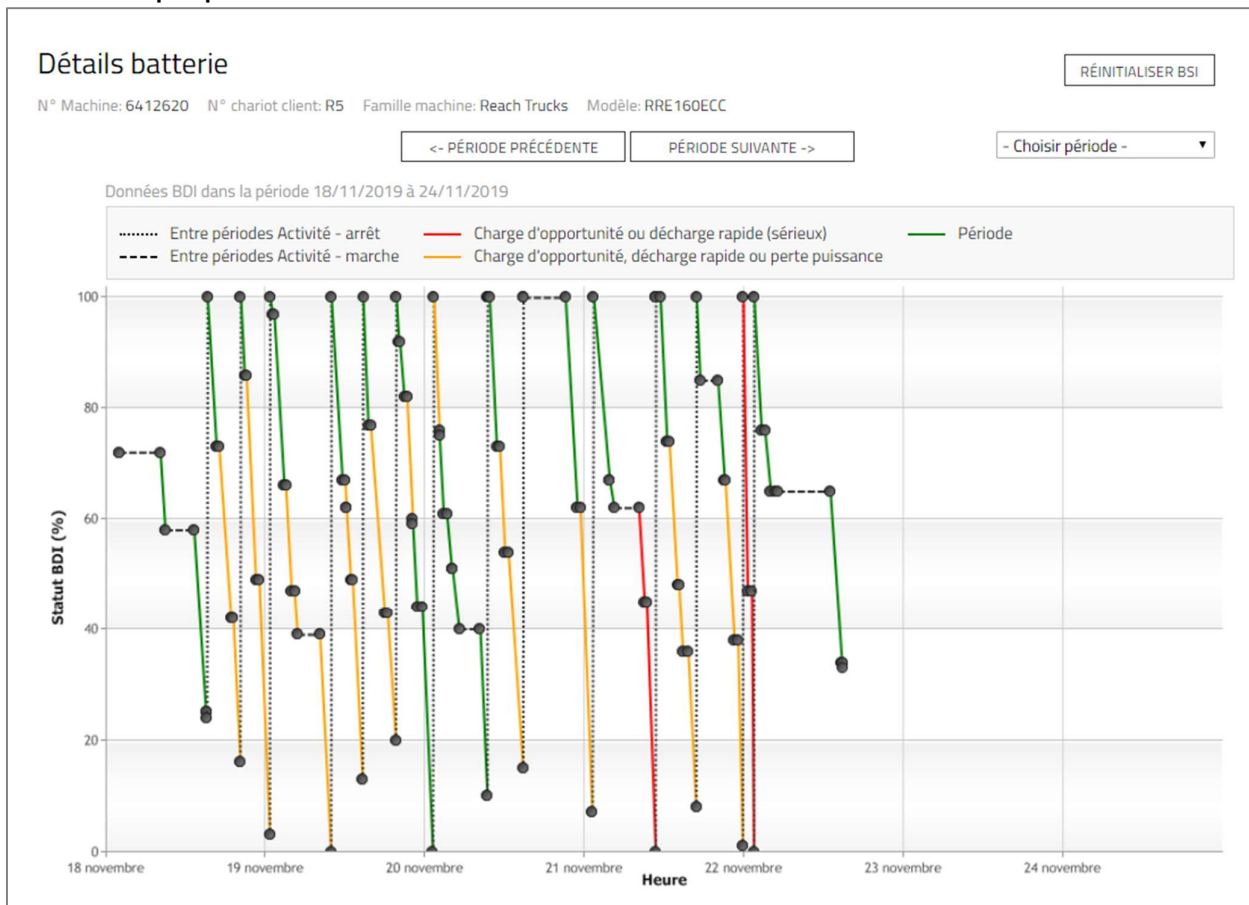 Détails batterie
RÉINITIALISER BSI
N° Machine: 6412620 N° chariot client: R5 Famille machine: Reach Trucks Modèle: RRE160ECC
<- PÉRIODE PRÉCÉDENTE PÉRIODE SUIVANTE -> - Choisir période -
Données BDI dans la période 18/11/2019 à 24/11/2019
Entre périodes Activité - arrêt Charge d'opportunité ou décharge rapide (sérieux) Période
Entre périodes Activité - marche Charge d'opportunité, décharge rapide ou perte puissance
100
80
60
40
20
0
Statut BDI (%)
18 novembre 19 novembre 20 novembre 21 novembre 22 novembre 23 novembre 24 novembre
Heure